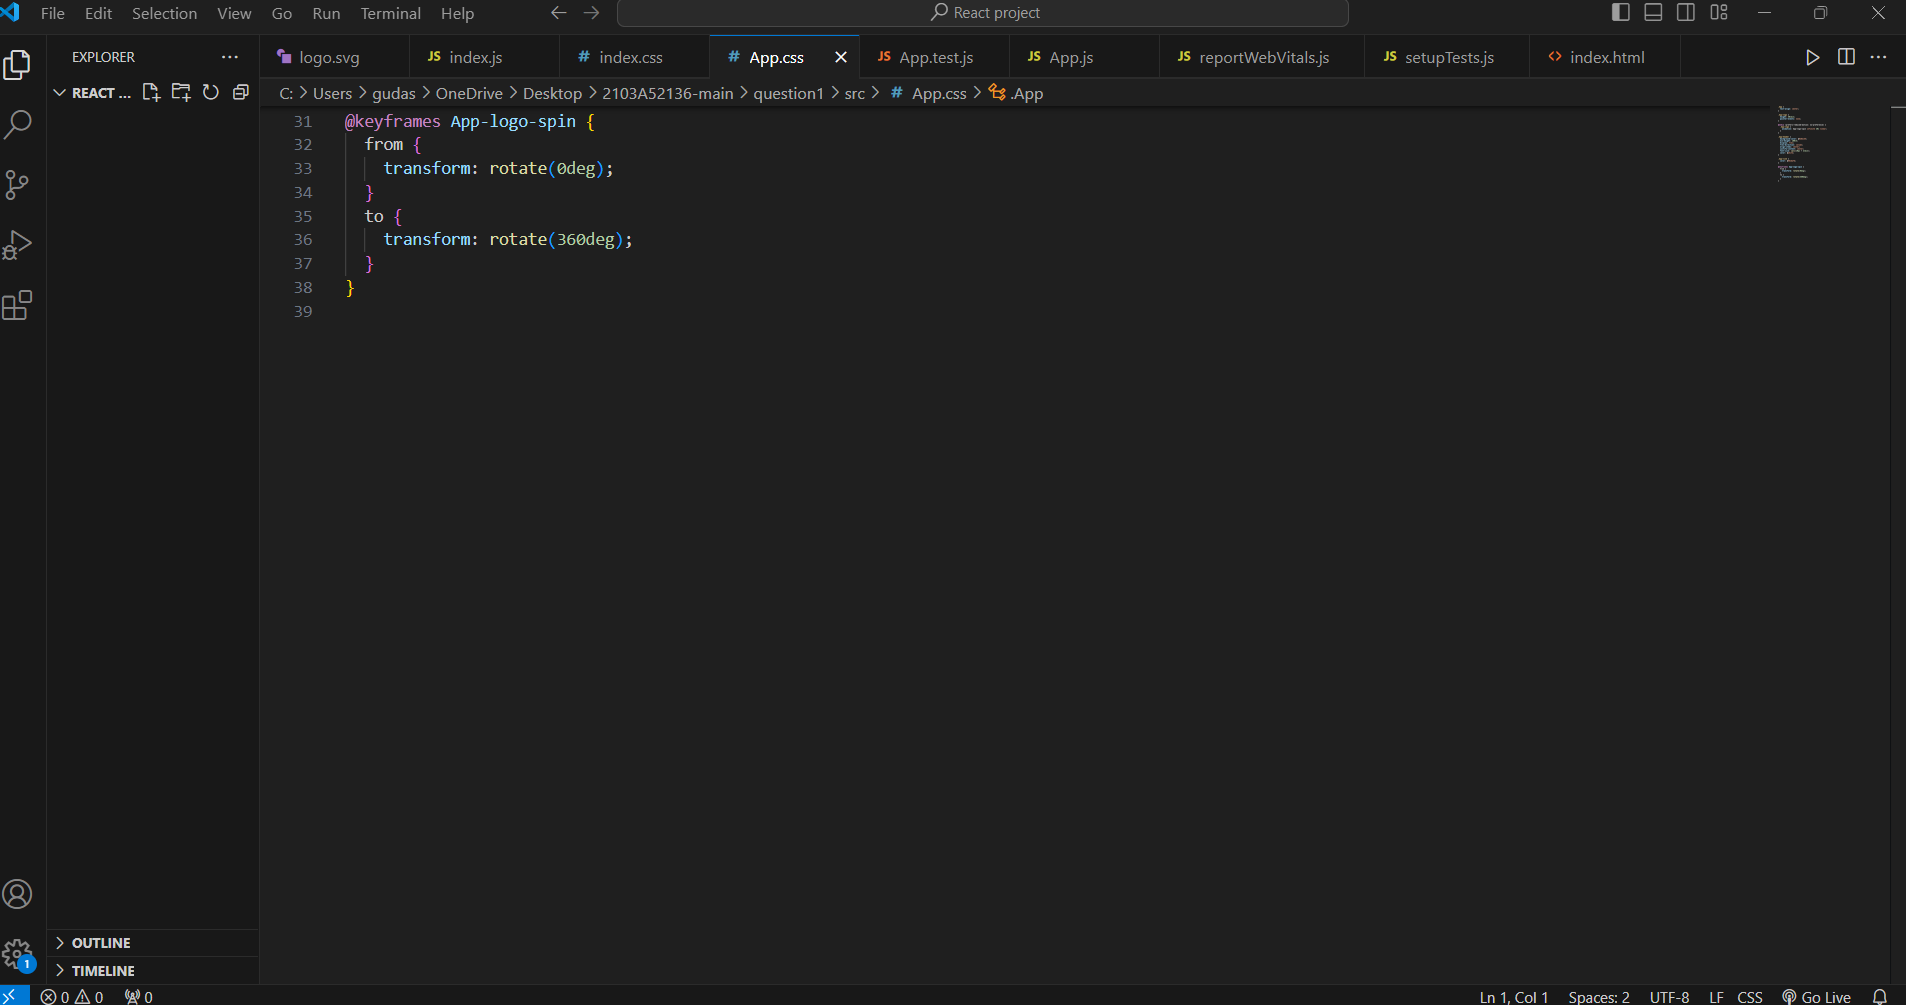 File Edit Selection View Go Run Terminal Help React project
EXPLORER
logo.svg JS index.js # index.css # App.css JS App.test.js JS App.js JS reportWebVitals.js JS setupTests.js <> index.html
REACT ...
C: > Users > gudas > OneDrive > Desktop > 2103A52136-main > question1 > src > # App.css > .App
31 @keyframes App-logo-spin {
32 from {
33 transform: rotate(0deg);
34 }
35 to {
36 transform: rotate(360deg);
37 }
38 }
39
OUTLINE
1
TIMELINE
0 0 0 Ln 1, Col 1 Spaces: 2 UTF-8 LF CSS Go Live